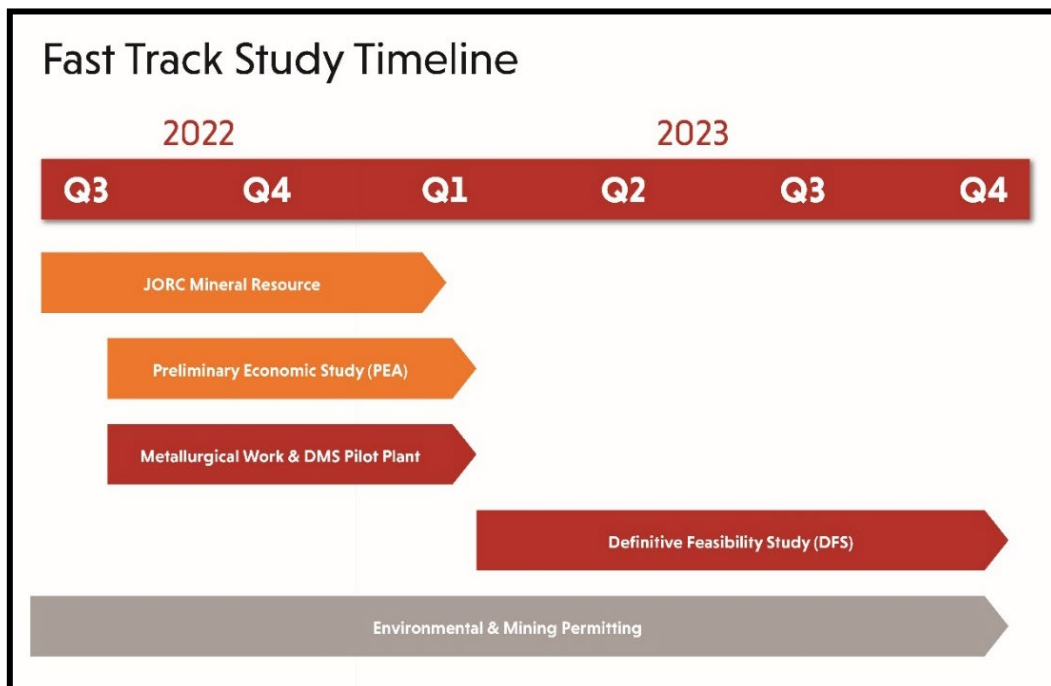 Fast Track Study Timeline
2022 2023
Q3 Q4 Q1 Q2 Q3 Q4
JORC Mineral Resource
Preliminary Economic Study (PEA)
Metallurgical Work & DMS Pilot Plant
Definitive Feasibility Study (DFS)
Environmental & Mining Permitting